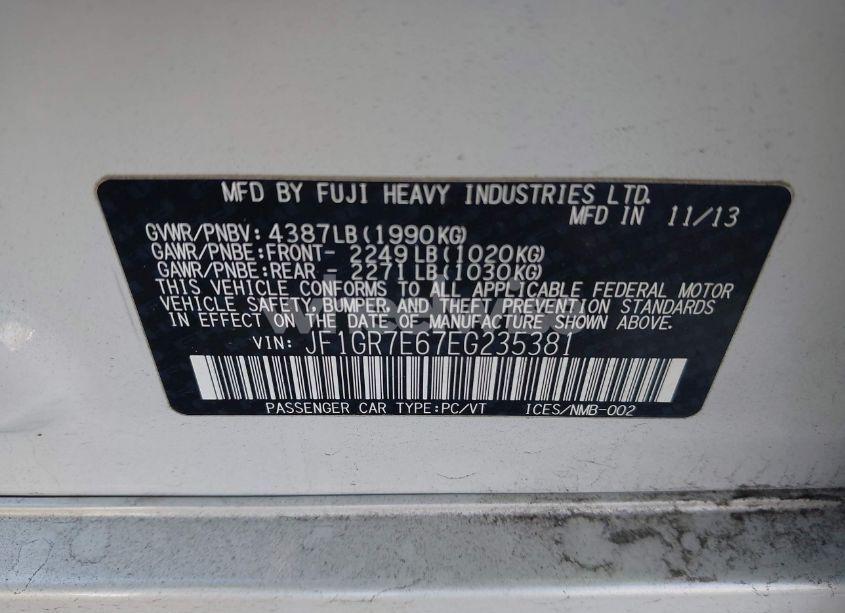 MFD BY FUJI HEAVY INDUSTRIES LTD.
MFD IN 11/13
GVWR/PNBV: 4387LB(1990KG)
GAWR/PNBE:FRONT- 2249LB(1020KG)
GAWR/PNBE:REAR - 2271LB(1030KG)
THIS VEHICLE CONFORMS TO ALL APPLICABLE FEDERAL MOTOR
VEHICLE SAFETY, BUMPER, AND THEFT PREVENTION STANDARDS
IN EFFECT ON THE DATE OF MANUFACTURE SHOWN ABOVE.
VIN: JF1GR7E67EG235381
PASSENGER CAR TYPE:PC/VT ICES/NMB-002